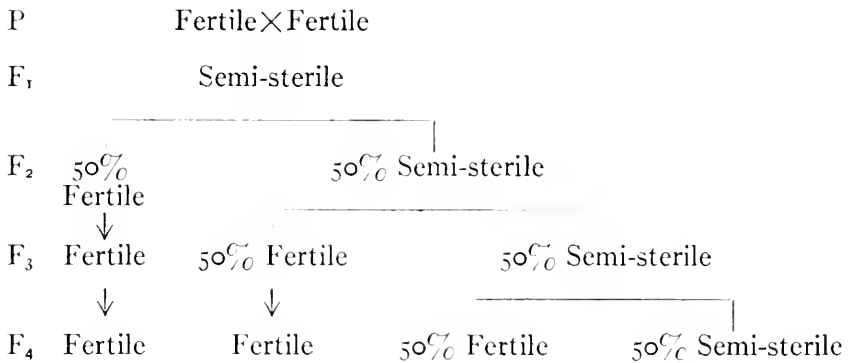 P Fertile×Fertile
F₁ Semi-sterile
F₂ 50% 50% Semi-sterile
Fertile
F₃ Fertile 50% Fertile 50% Semi-sterile
F₄ Fertile Fertile 50% Fertile 50% Semi-sterile